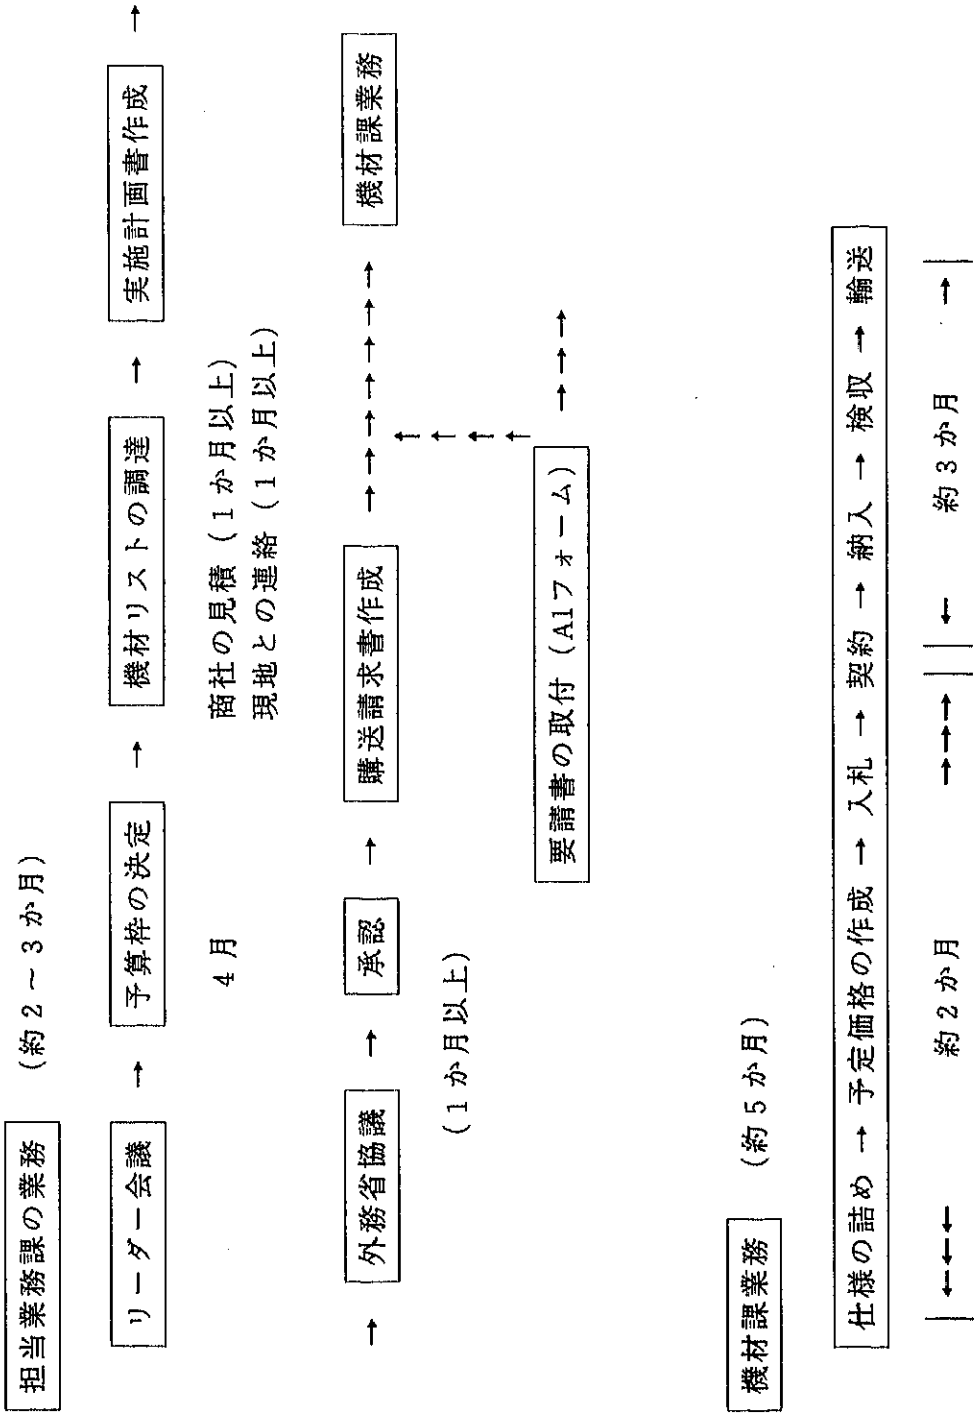 担当業務課の業務 (約2～3か月)
リーダー会議 → 予算枠の決定 → 機材リストの調達 → 実施計画書作成 →
4月
商社の見積(1か月以上)
現地との連絡(1か月以上)
→ 外務省協議 → 承認 → 購送請求書作成 →→→→→→→ 機材課業務
(1か月以上)
要請書の取付(A1フォーム) →→→
機材課業務 (約5か月)
仕様の詰め → 予定価格の作成 → 入札 → 契約 → 納入 → 検収 → 輸送
約2か月
約3か月